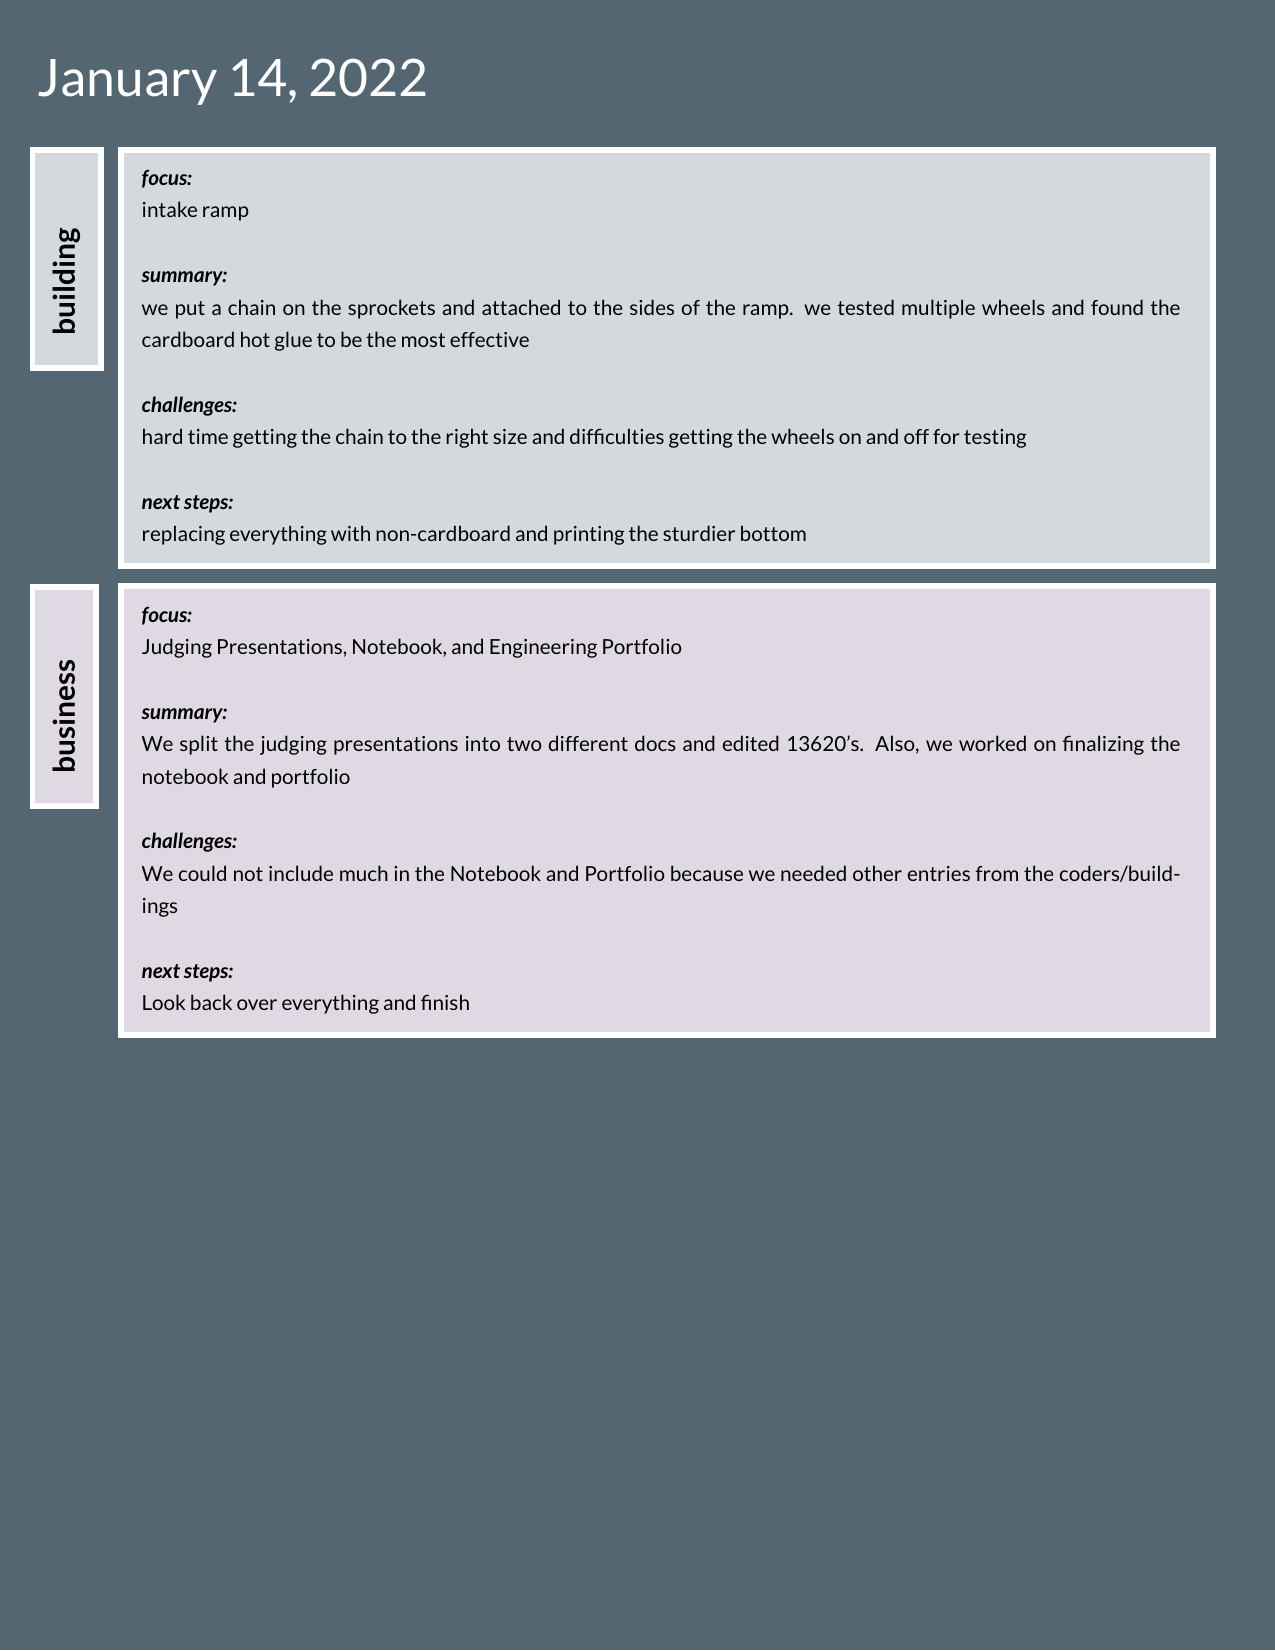 January 14, 2022
building
focus:
intake ramp
summary:
we put a chain on the sprockets and attached to the sides of the ramp. we tested multiple wheels and found the
cardboard hot glue to be the most effective
challenges:
hard time getting the chain to the right size and difficulties getting the wheels on and off for testing
next steps:
replacing everything with non-cardboard and printing the sturdier bottom
business
focus:
Judging Presentations, Notebook, and Engineering Portfolio
summary:
We split the judging presentations into two different docs and edited 13620's. Also, we worked on finalizing the
notebook and portfolio
challenges:
We could not include much in the Notebook and Portfolio because we needed other entries from the coders/build-
ings
next steps:
Look back over everything and finish